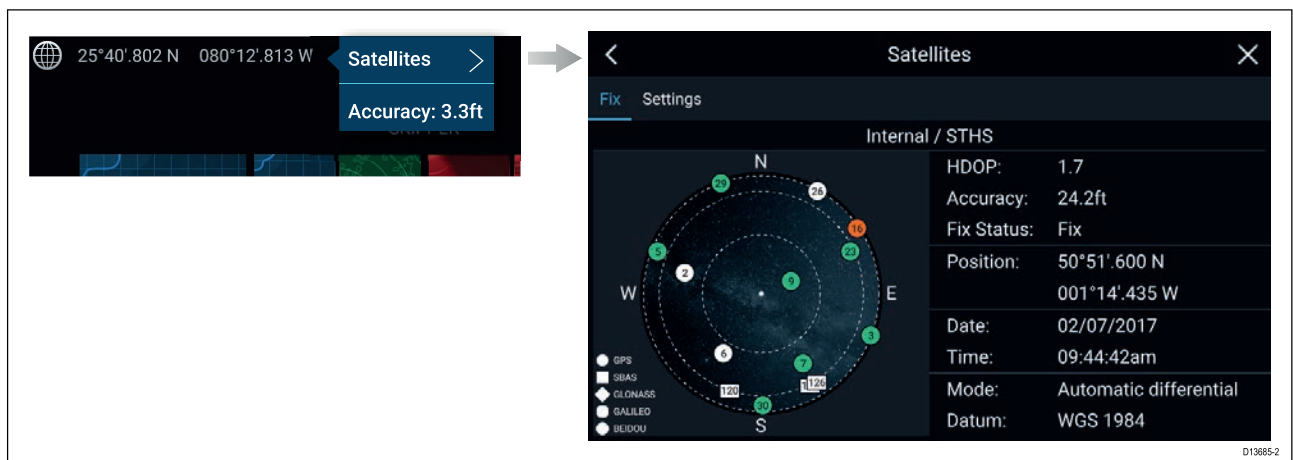 25°40'.802 N 080°12'.813 W
Satellites
Accuracy: 3.3ft
Satellites
Fix Settings
Internal / STHS
N
29
26
16
5
23
2
9
W
E
3
6
7
120
126
30
S
GPS
SBAS
GLONASS
GALILEO
BEIDOU
HDOP: 1.7
Accuracy: 24.2ft
Fix Status: Fix
Position: 50°51'.600 N
001°14'.435 W
Date: 02/07/2017
Time: 09:44:42am
Mode: Automatic differential
Datum: WGS 1984
D13685-2